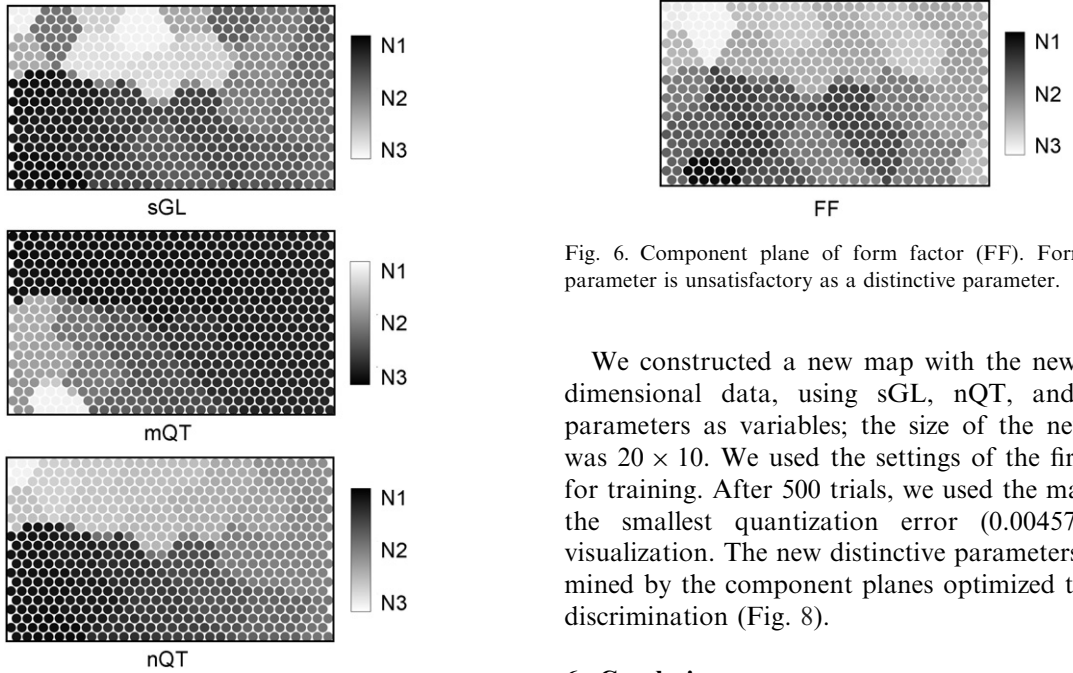 N1
N2
N3
sGL
N1
N2
N3
mQT
N1
N2
N3
nQT
N1
N2
N3
FF
Fig. 6. Component plane of form factor (FF). Form
parameter is unsatisfactory as a distinctive parameter.
We constructed a new map with the new
dimensional data, using sGL, nQT, and
parameters as variables; the size of the ne
was 20 × 10. We used the settings of the fir
for training. After 500 trials, we used the ma
the smallest quantization error (0.00457
visualization. The new distinctive parameters
mined by the component planes optimized t
discrimination (Fig. 8).